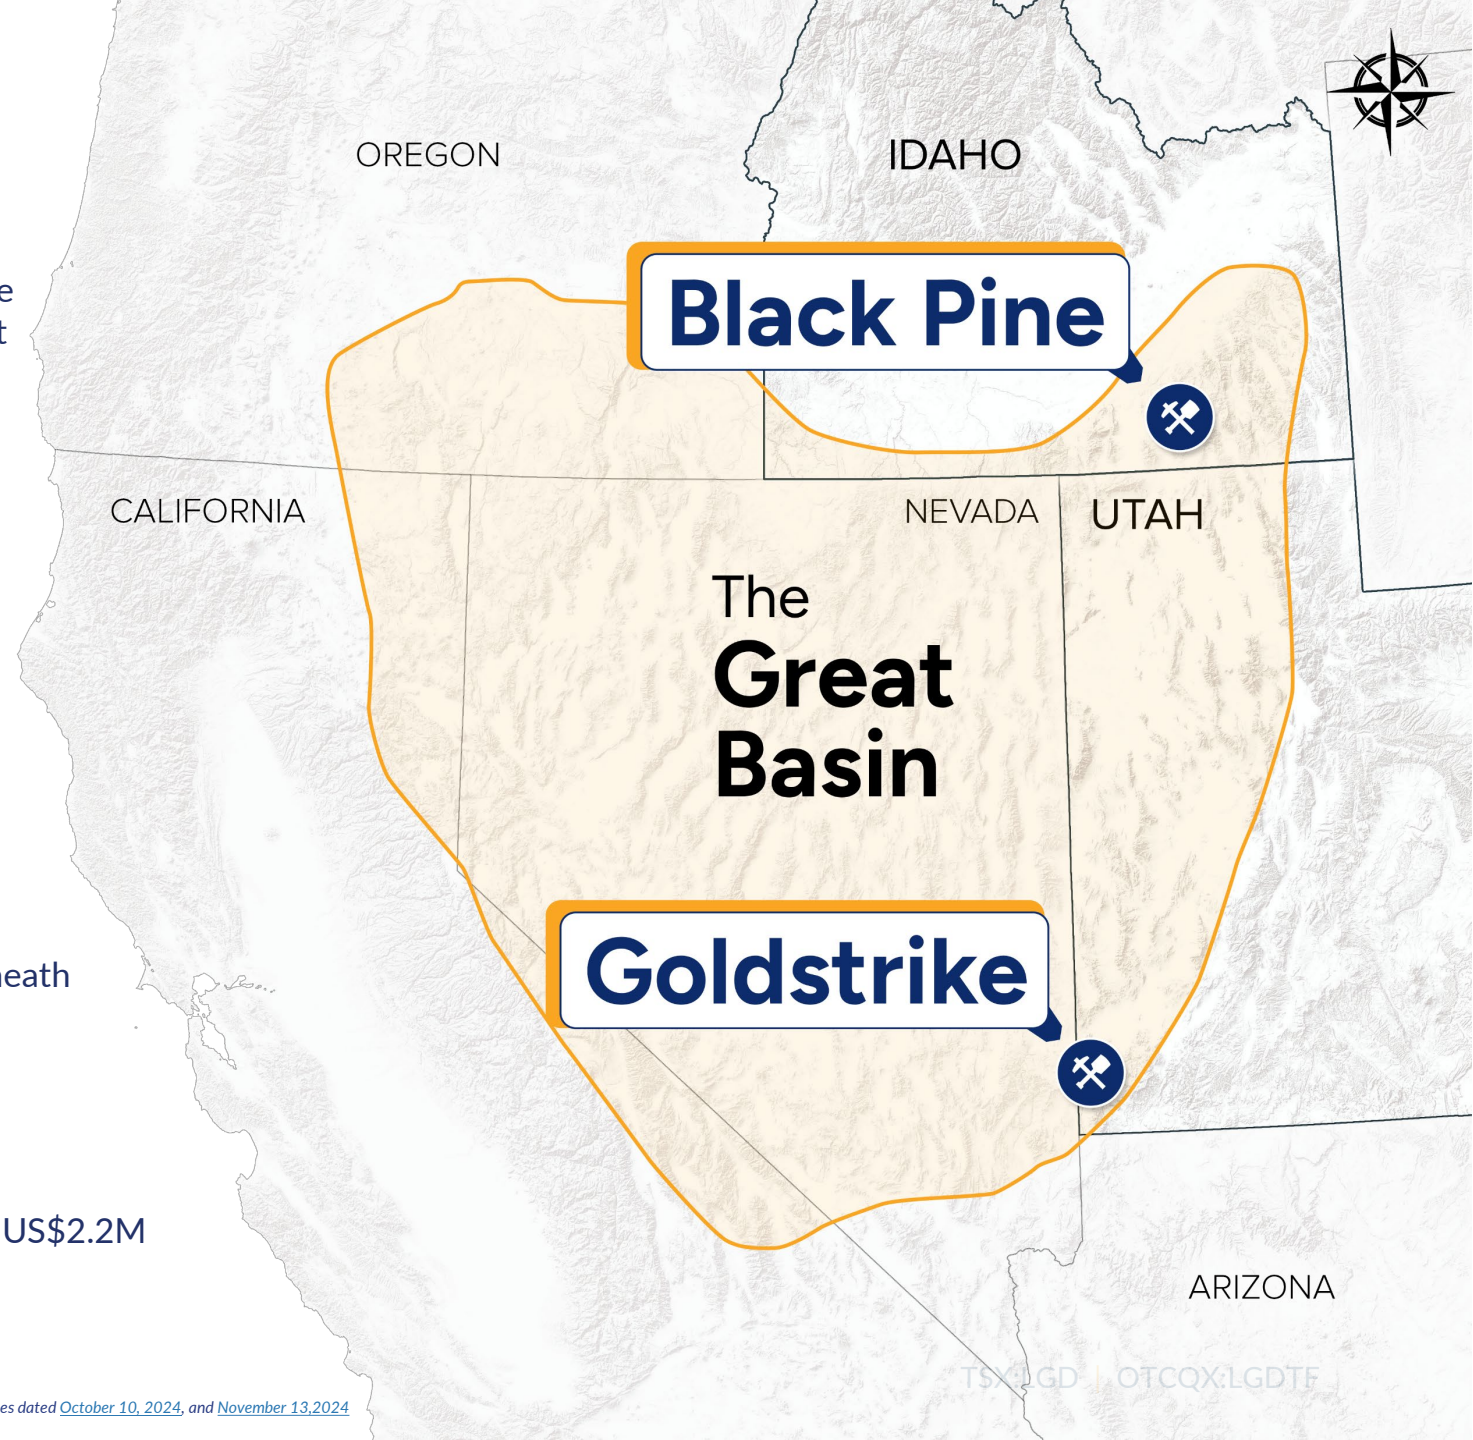 OREGON
IDAHO
e
t
Black Pine
CALIFORNIA
NEVADA
UTAH
The
Great
Basin
Goldstrike
neath
US$2.2M
ARIZONA
TSX:LGD | OTCQX:LGDTF
es dated October 10, 2024, and November 13,2024